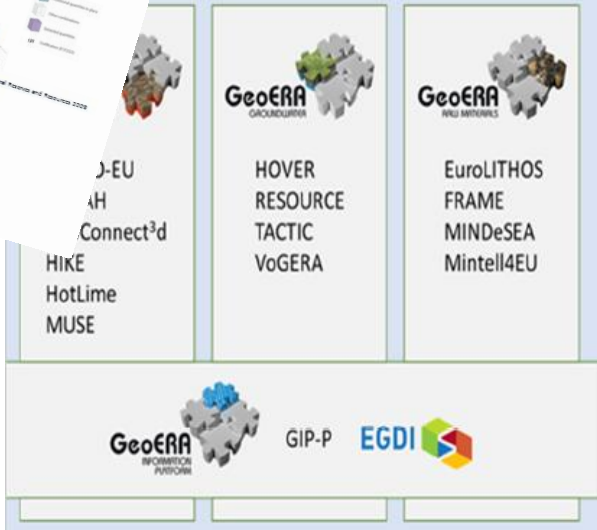 GeoERA
GROUNDWATER
GeoERA
RAW MATERIALS
-EU
AH
Connect³d
HIKE
HotLime
MUSE
HOVER
RESOURCE
TACTIC
VoGERA
EuroLITHOS
FRAME
MINDeSEA
Mintell4EU
GeoERA
INFORMATION
PLATFORM
GIP-P
EGDI